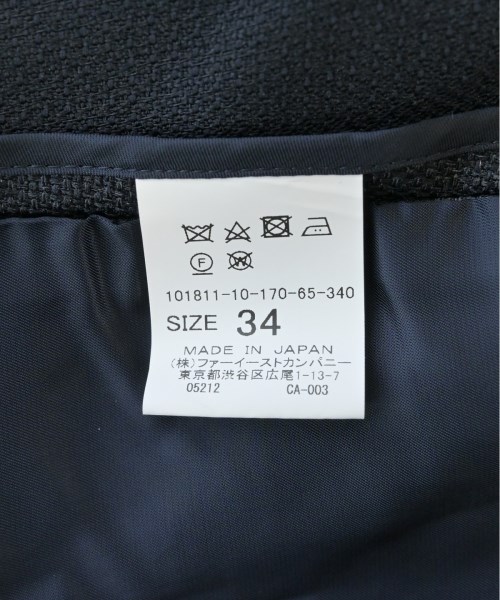 F
101811-10-170-65-340
SIZE 34
MADE IN JAPAN
(株)ファーイーストカンパニー
東京都渋谷区広尾1-13-7
05212 CA-003